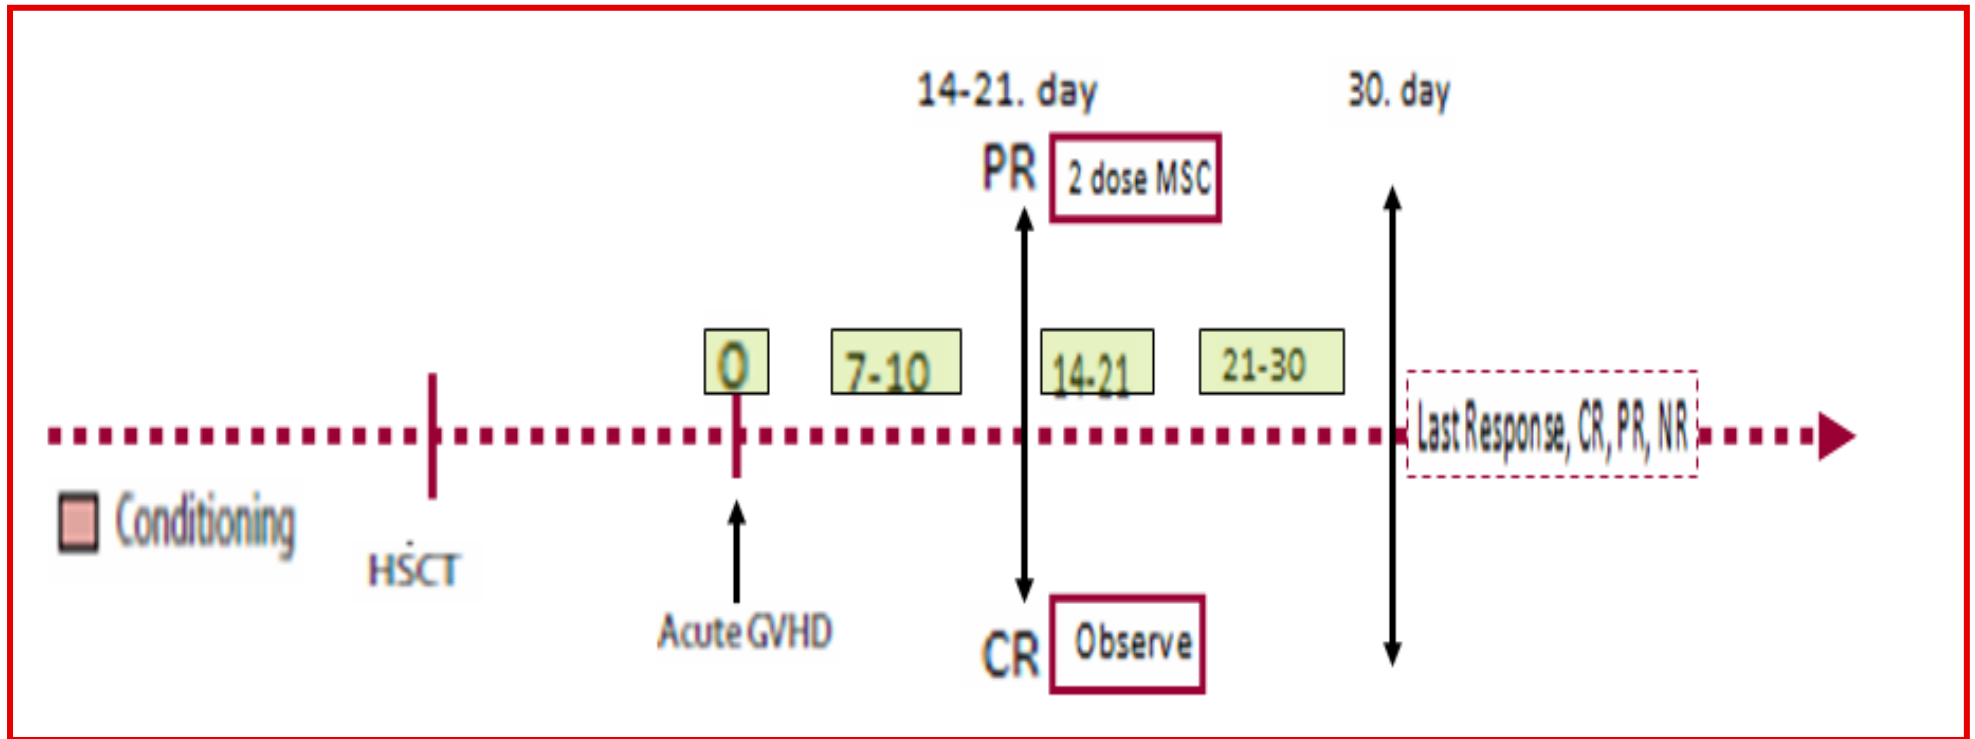 14-21. day
30. day
PR
2 dose MSC
0
7-10
14-21
21-30
Last Response, CR, PR, NR
Conditioning
HSCT
Acute GVHD
CR
Observe